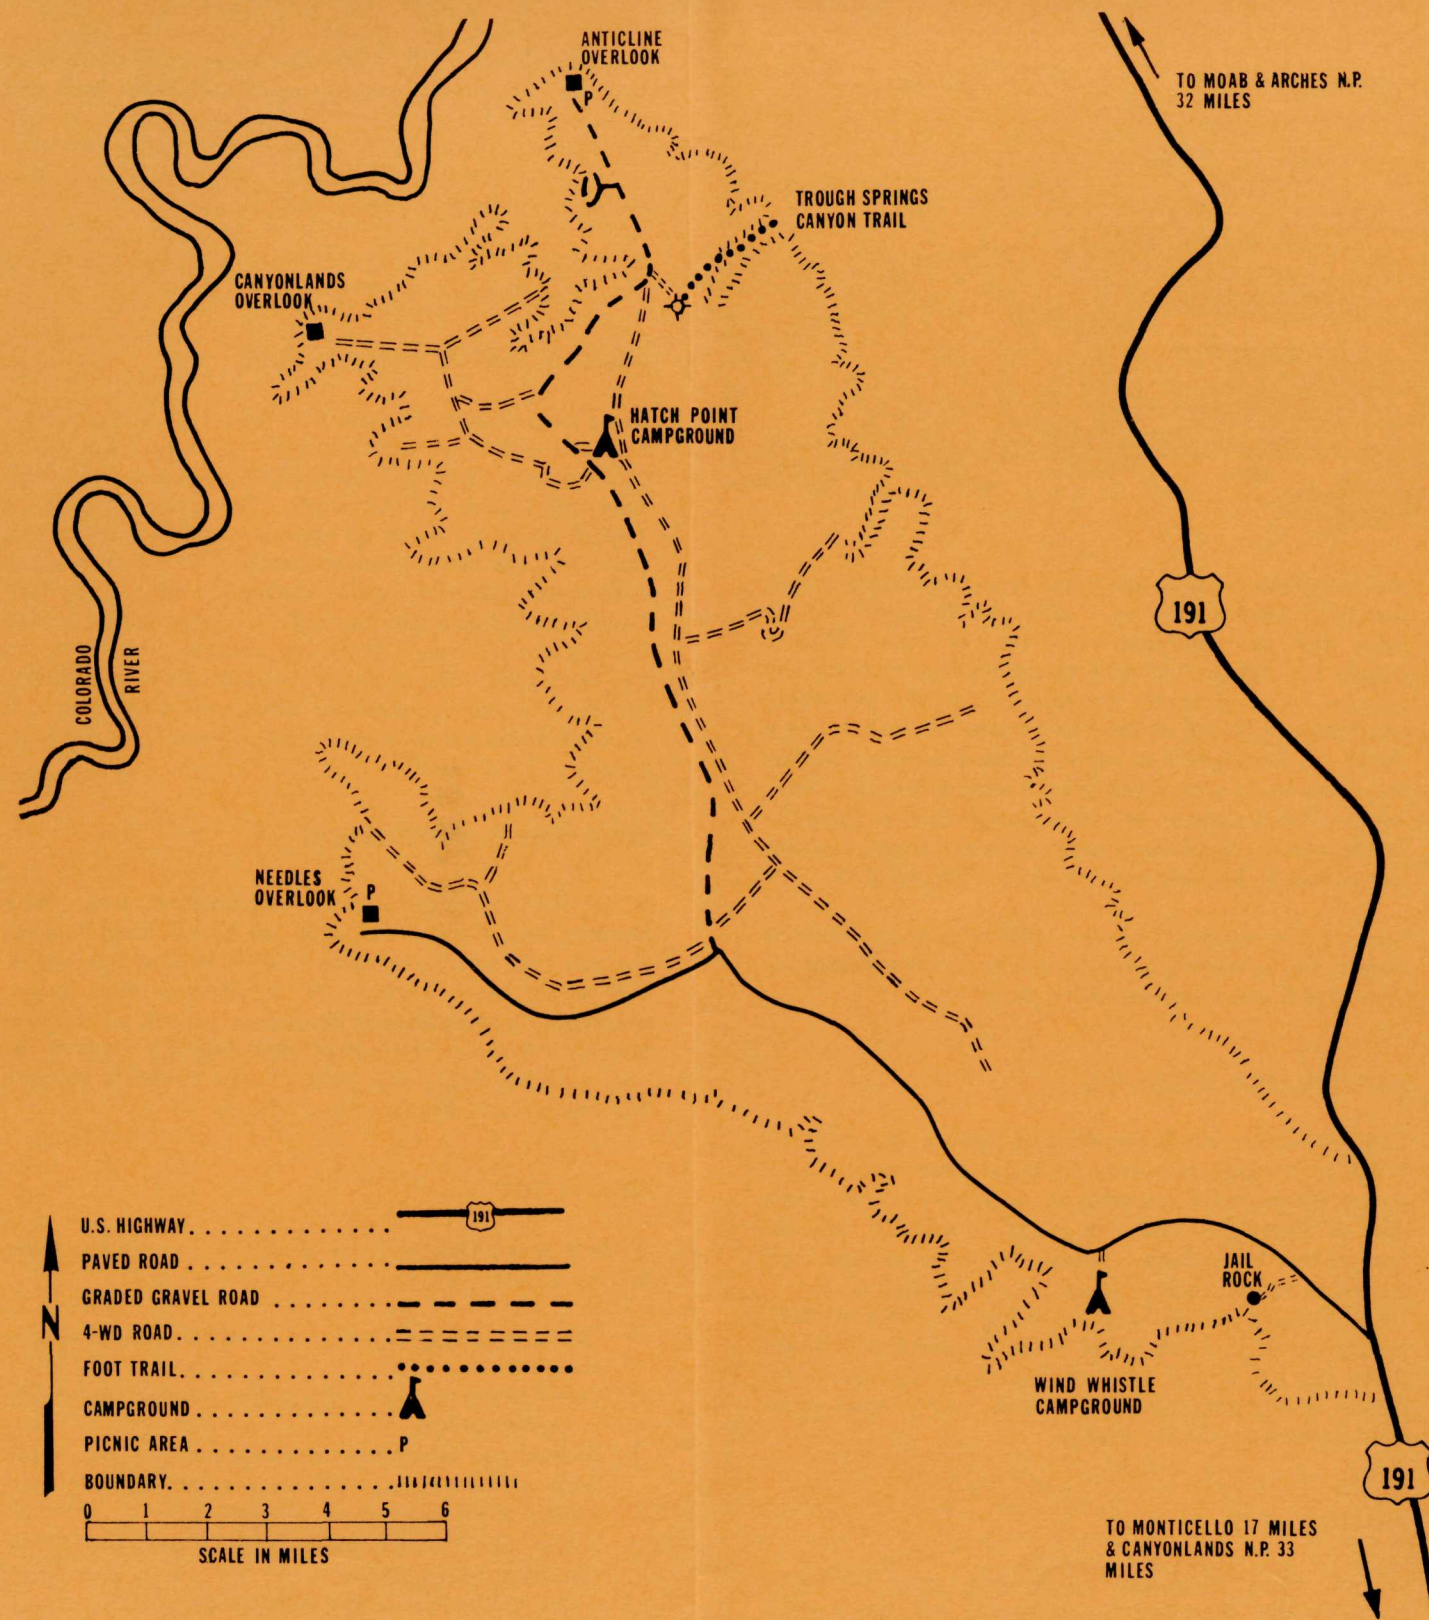 ANTICLINE
OVERLOOK
P
TO MOAB & ARCHES N.P.
32 MILES
TROUGH SPRINGS
CANYON TRAIL
CANYONLANDS
OVERLOOK
HATCH POINT
CAMPGROUND
191
COLORADO
RIVER
NEEDLES
OVERLOOK
P
JAIL
ROCK
WIND WHISTLE
CAMPGROUND
191
TO MONTICELLO 17 MILES
& CANYONLANDS N.P. 33
MILES
N
U.S. HIGHWAY. . . . . . . . . . . . . 191
PAVED ROAD . . . . . . . . . . . . .
GRADED GRAVEL ROAD . . . . . . . .
4-WD ROAD. . . . . . . . . . . . . .
FOOT TRAIL. . . . . . . . . . . . . .
CAMPGROUND . . . . . . . . . . . . .
PICNIC AREA . . . . . . . . . . . . . P
BOUNDARY. . . . . . . . . . . . . . .
0 1 2 3 4 5 6
SCALE IN MILES